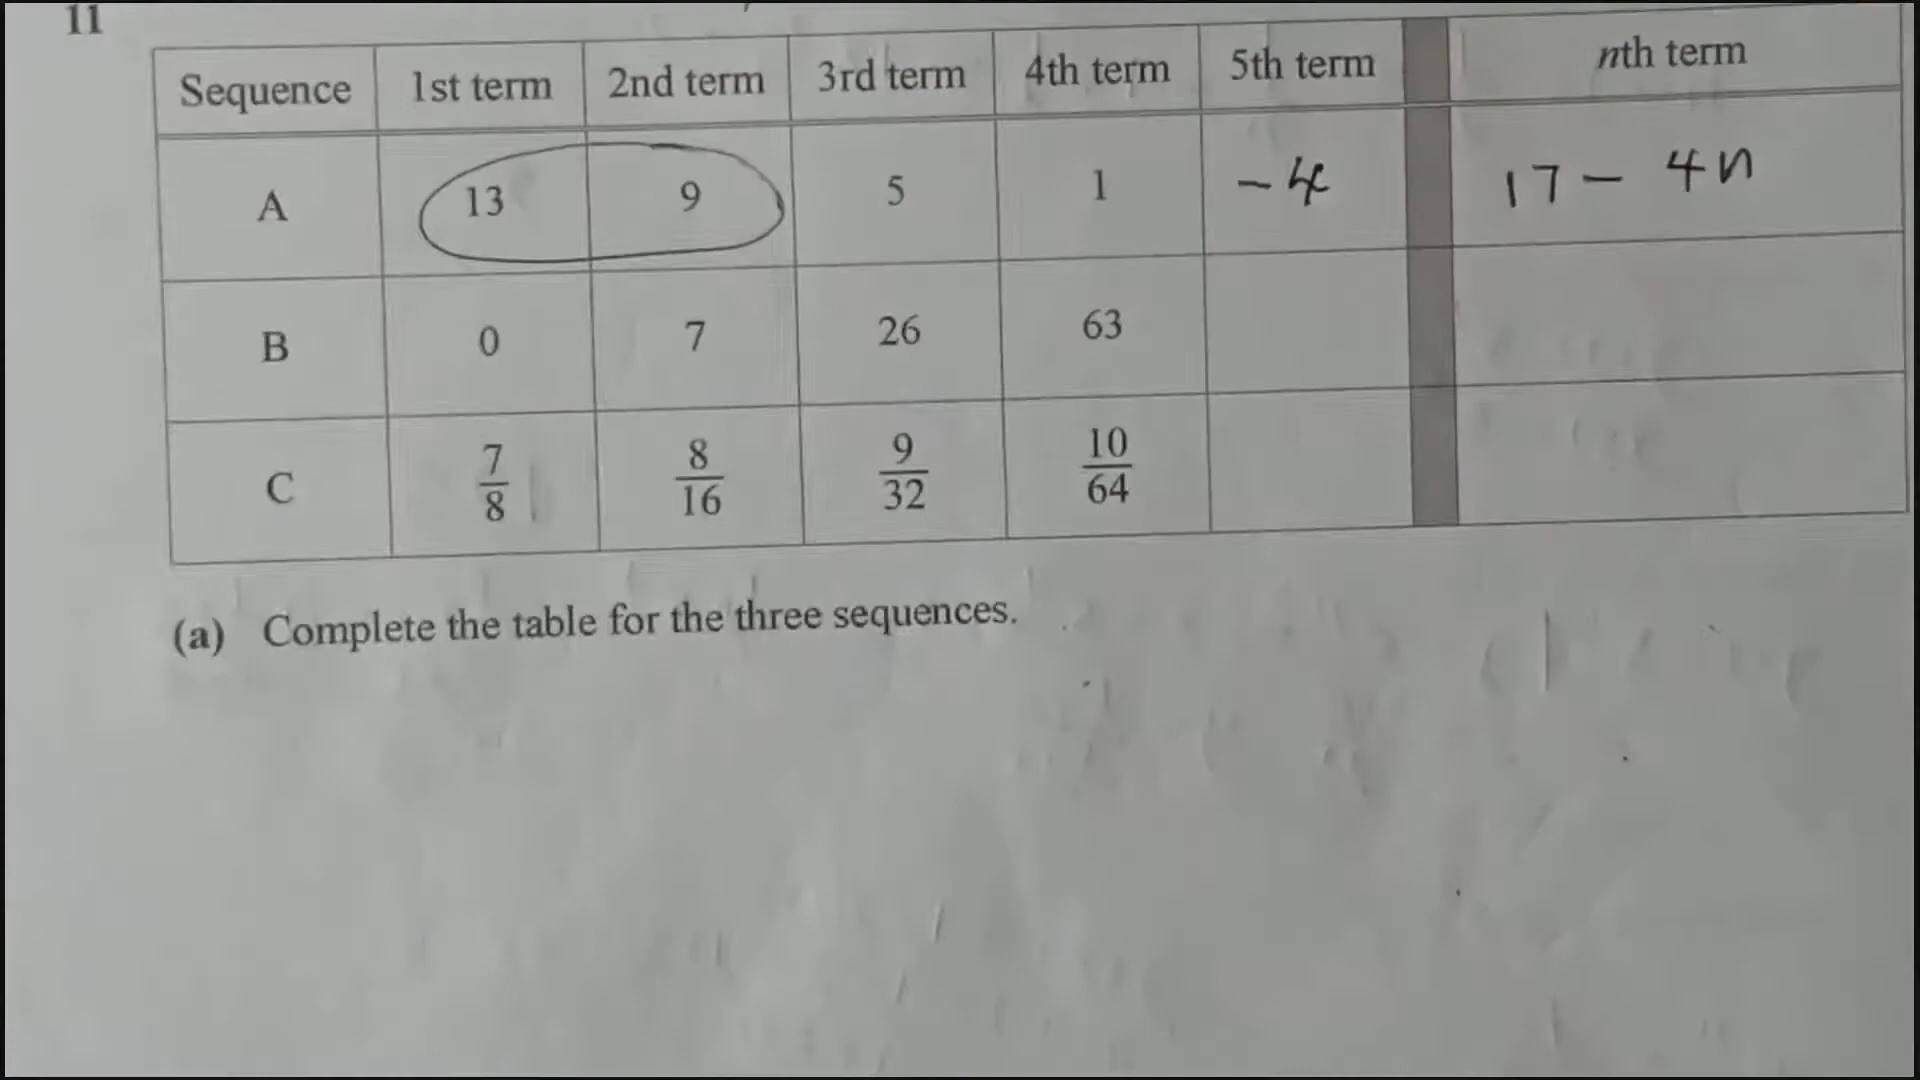 11
Sequence 1st term 2nd term 3rd term 4th term 5th term nth term
A 13 9 5 1 -4 17 - 4n
B 0 7 26 63
C 7/8 8/16 9/32 10/64
(a) Complete the table for the three sequences.